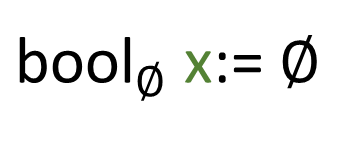 bool∅ x:= ∅